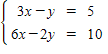 3x-y = 5
6x-2y = 10